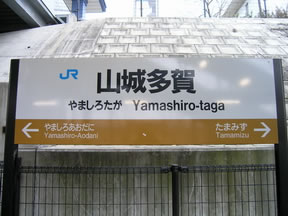 JR
山城多賀
やましろたが Yamashiro-taga
やましろあおだに たまみず
Yamashiro-Aodani Tamamizu